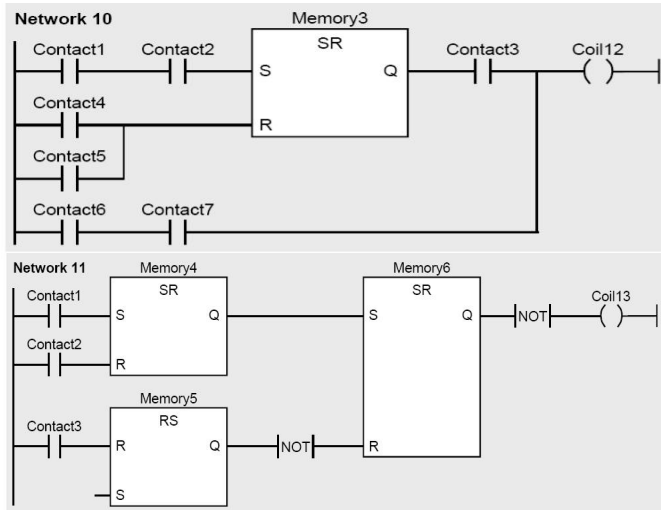 Network 10
Memory3
Contact1 Contact2 SR Contact3 Coil12
S Q
Contact4
R
Contact5
Contact6 Contact7
Network 11 Memory4 Memory6
Contact1 SR SR Coil13
S Q S Q NOT
Contact2
R
Memory5
Contact3 RS
R Q NOT R
S